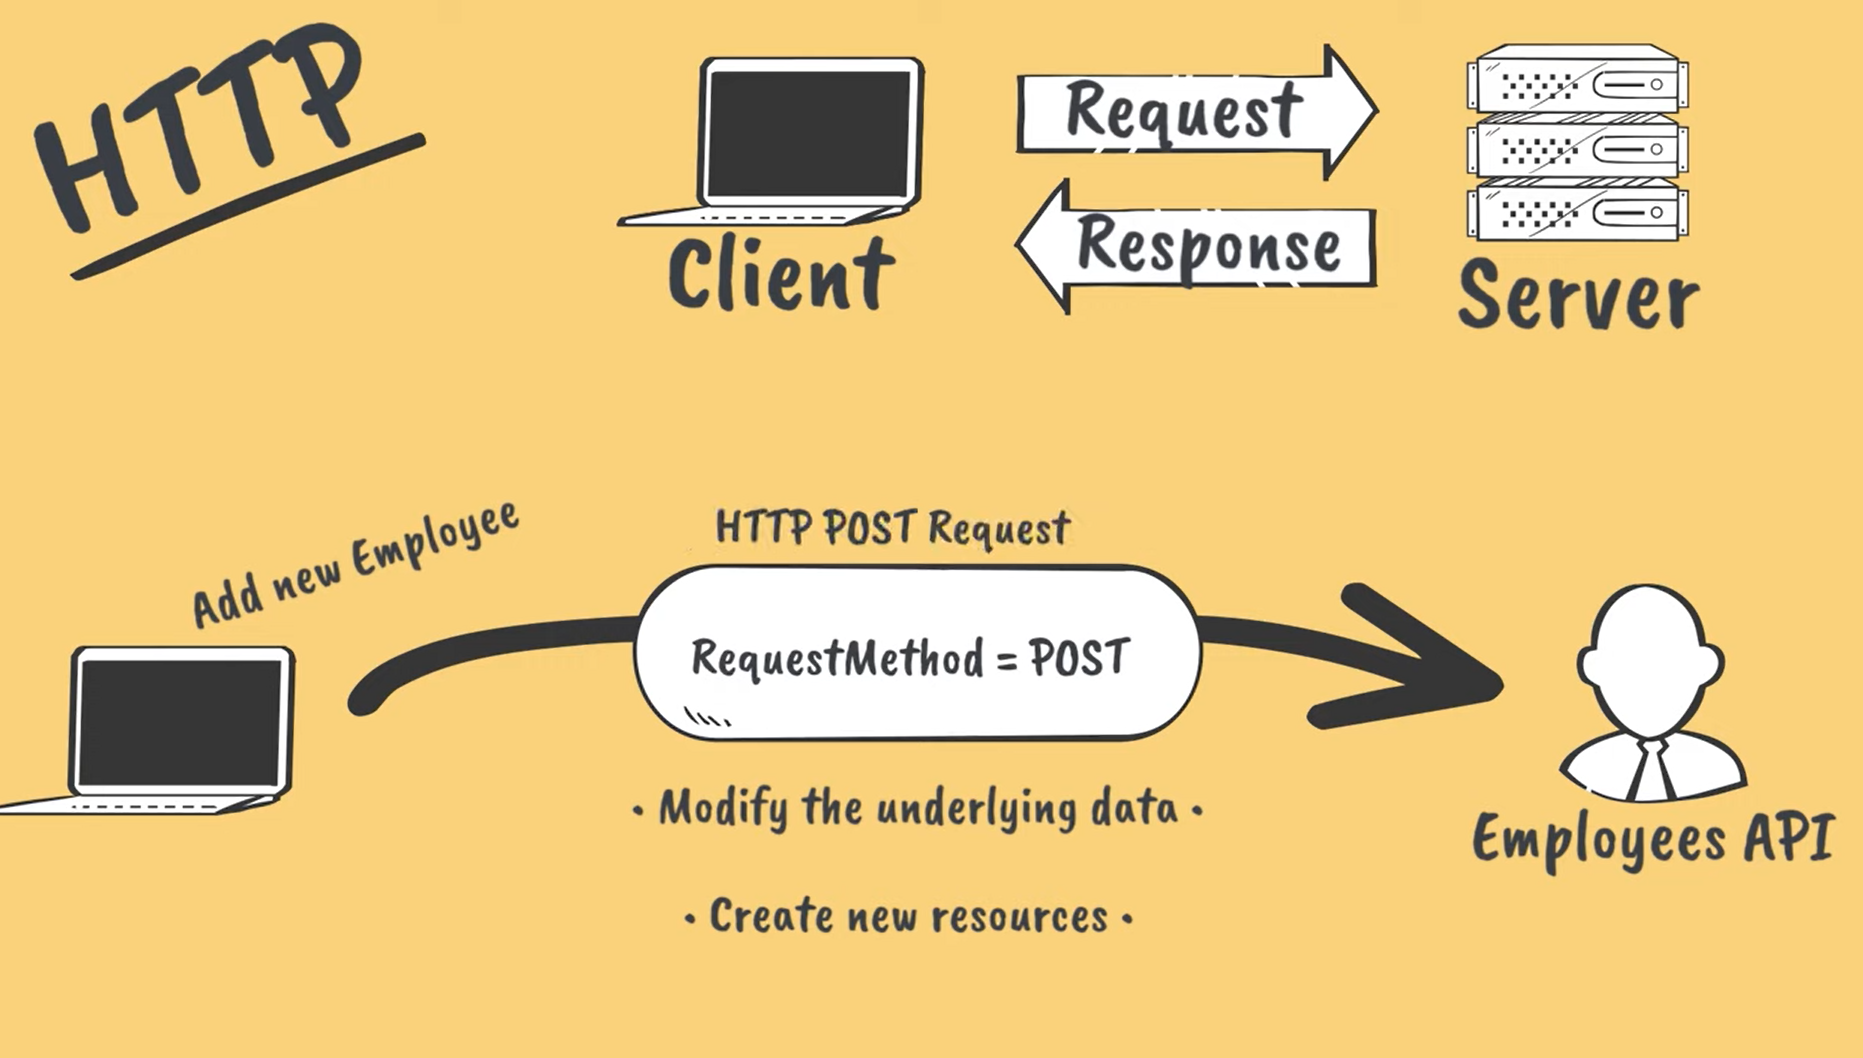 HTTP
Request
Response
Client
Server
Add new Employee
HTTP POST Request
RequestMethod = POST
• Modify the underlying data •
Employees API
• Create new resources •